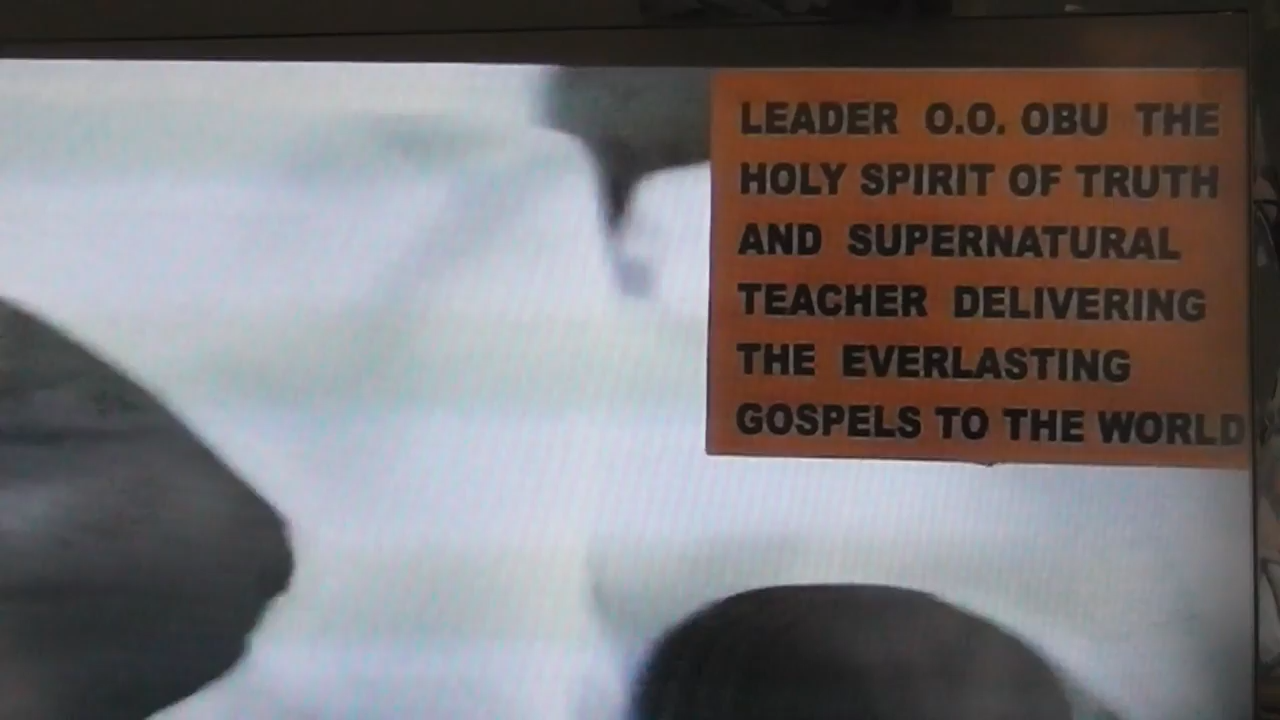 LEADER O.O. OBU THE
HOLY SPIRIT OF TRUTH
AND SUPERNATURAL
TEACHER DELIVERING
THE EVERLASTING
GOSPELS TO THE WORLD